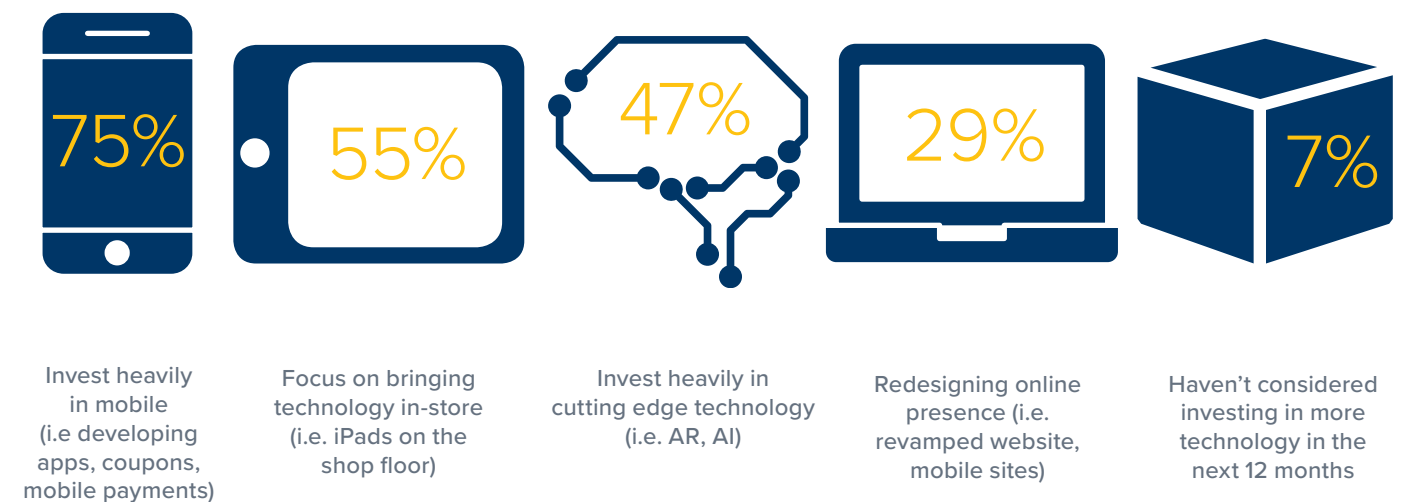 75%
55%
47%
29%
7%
Invest heavily
in mobile
(i.e developing
apps, coupons,
mobile payments)
Focus on bringing
technology in-store
(i.e. iPads on the
shop floor)
Invest heavily in
cutting edge technology
(i.e. AR, AI)
Redesigning online
presence (i.e.
revamped website,
mobile sites)
Haven’t considered
investing in more
technology in the
next 12 months